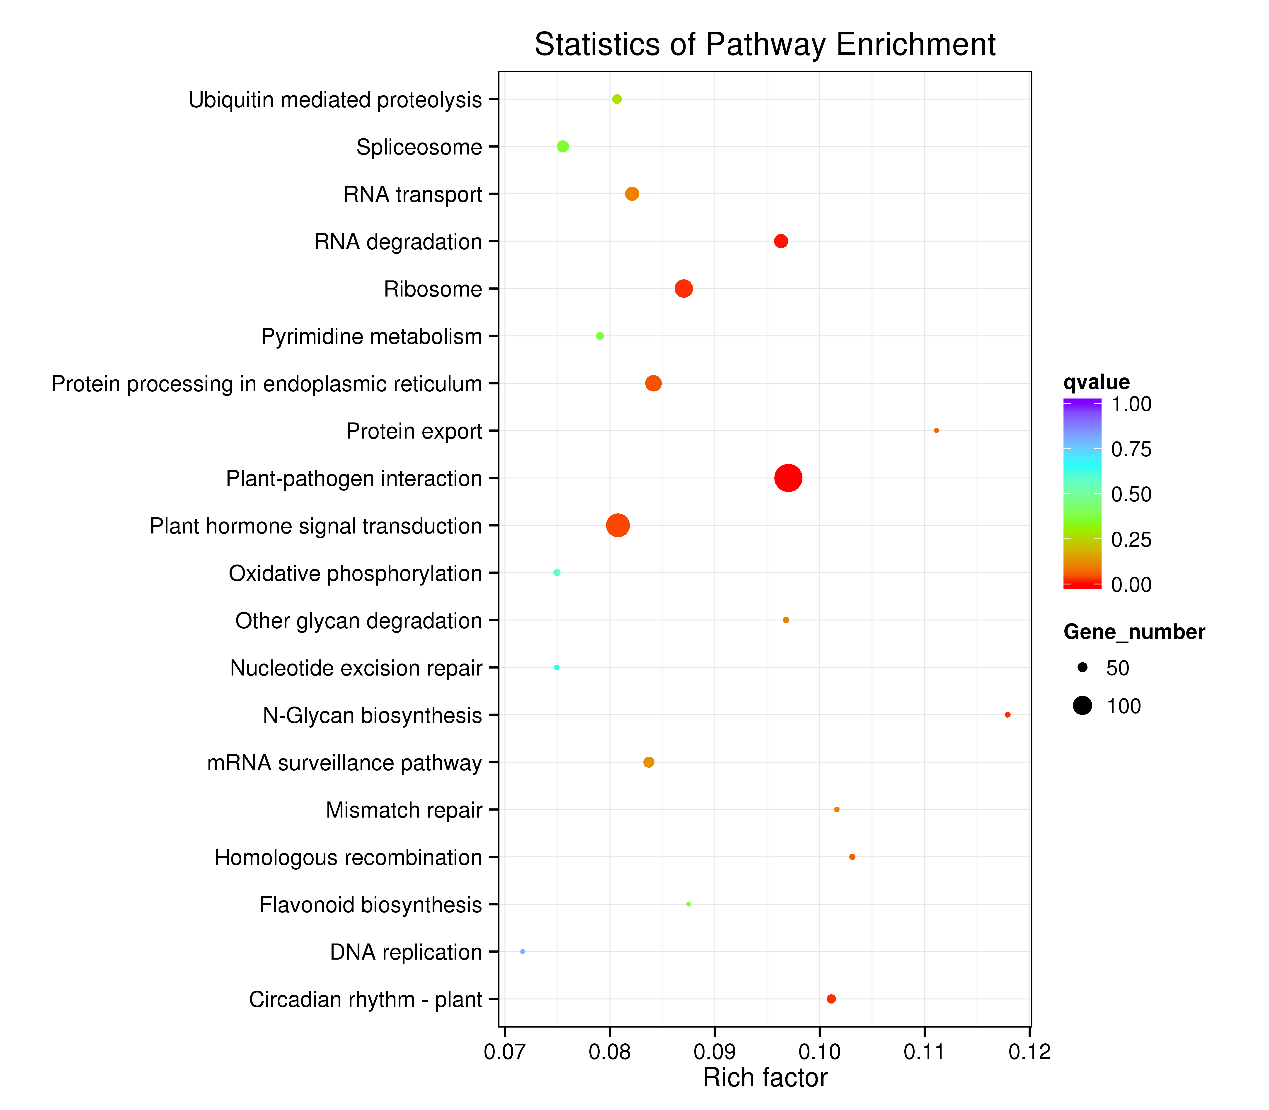 Statistics of Pathway Enrichment
Ubiquitin mediated proteolysis
Spliceosome
RNA transport
RNA degradation
Ribosome
Pyrimidine metabolism
Protein processing in endoplasmic reticulum
Protein export
Plant-pathogen interaction
Plant hormone signal transduction
Oxidative phosphorylation
Other glycan degradation
Nucleotide excision repair
N-Glycan biosynthesis
mRNA surveillance pathway
Mismatch repair
Homologous recombination
Flavonoid biosynthesis
DNA replication
Circadian rhythm - plant
0.07 0.08 0.09 0.10 0.11 0.12
Rich factor
qvalue
1.00
0.75
0.50
0.25
0.00
Gene_number
50
100